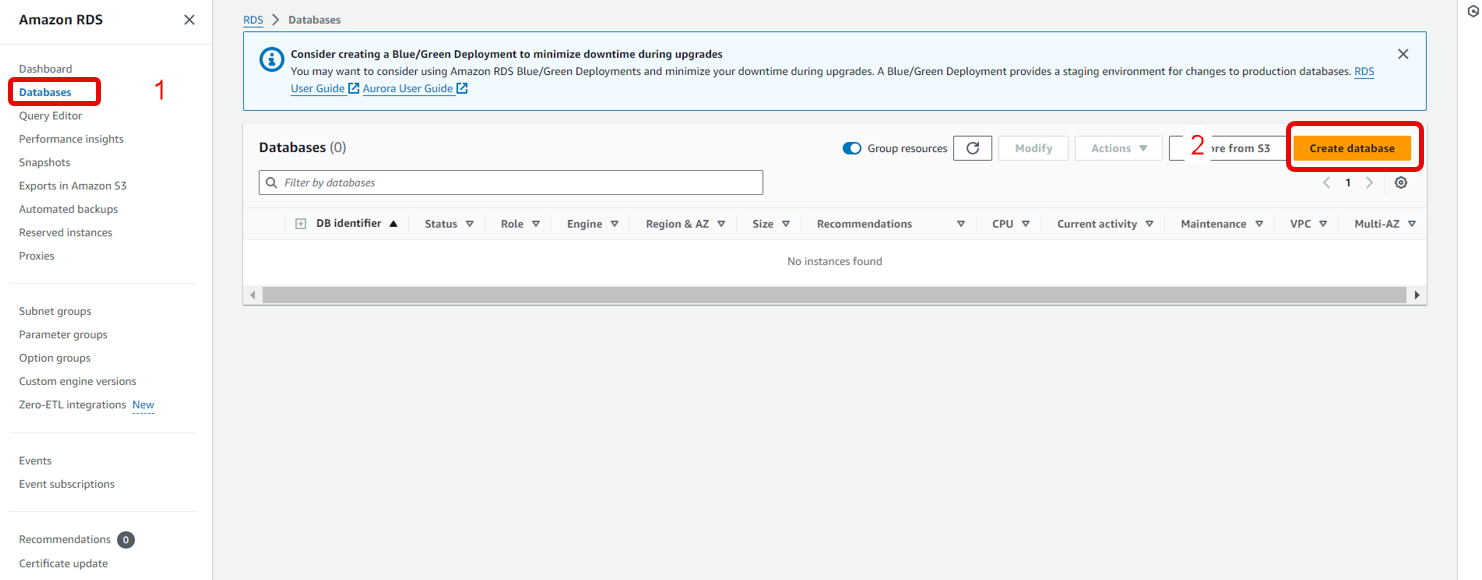 Amazon RDS
Dashboard
Databases
1
Query Editor
Performance insights
Snapshots
Exports in Amazon S3
Automated backups
Reserved instances
Proxies
Subnet groups
Parameter groups
Option groups
Custom engine versions
Zero-ETL integrations New
Events
Event subscriptions
Recommendations 0
Certificate update
RDS > Databases
Consider creating a Blue/Green Deployment to minimize downtime during upgrades
You may want to consider using Amazon RDS Blue/Green Deployments and minimize your downtime during upgrades. A Blue/Green Deployment provides a staging environment for changes to production databases. RDS
User Guide Aurora User Guide
Databases (0)
Group resources
Modify
Actions
2
from S3
Create database
Filter by databases
1
DB identifier Status Role Engine Region & AZ Size Recommendations CPU Current activity Maintenance VPC Multi-AZ
No instances found